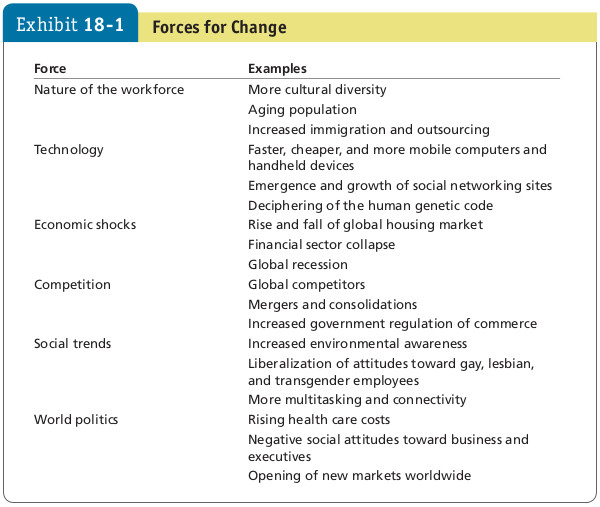 Exhibit 18-1 Forces for Change
Force Examples
Nature of the workforce More cultural diversity
Aging population
Increased immigration and outsourcing
Technology Faster, cheaper, and more mobile computers and
handheld devices
Emergence and growth of social networking sites
Deciphering of the human genetic code
Economic shocks Rise and fall of global housing market
Financial sector collapse
Global recession
Competition Global competitors
Mergers and consolidations
Increased government regulation of commerce
Social trends Increased environmental awareness
Liberalization of attitudes toward gay, lesbian,
and transgender employees
More multitasking and connectivity
World politics Rising health care costs
Negative social attitudes toward business and
executives
Opening of new markets worldwide